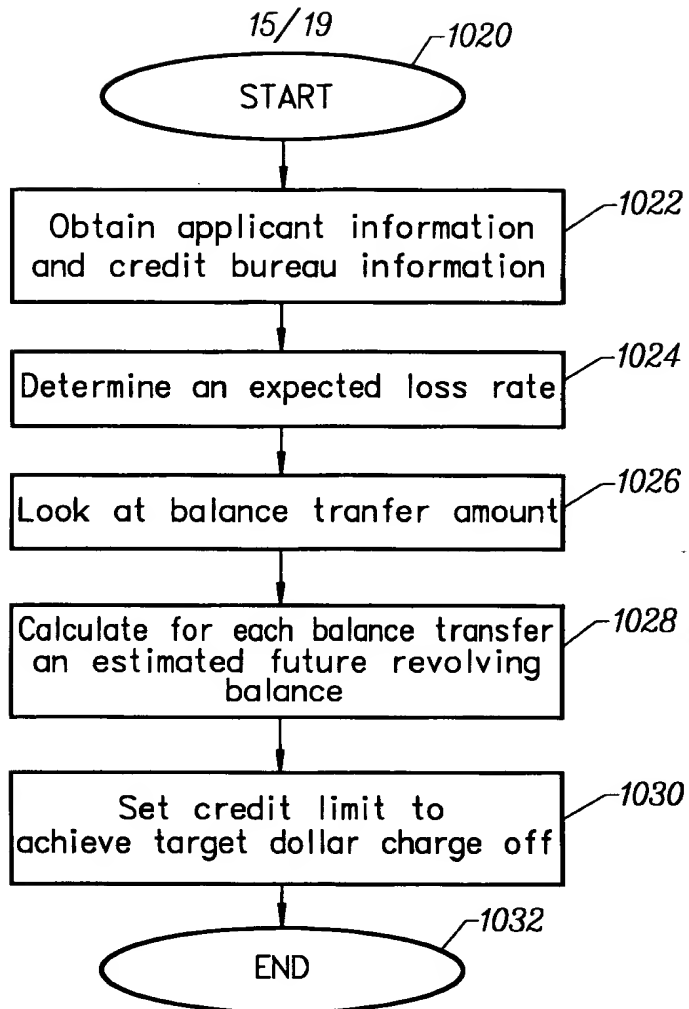 15/19
1020
START
1022
Obtain applicant information
and credit bureau information
1024
Determine an expected loss rate
1026
Look at balance tranfer amount
1028
Calculate for each balance transfer
an estimated future revolving
balance
1030
Set credit limit to
achieve target dollar charge off
1032
END